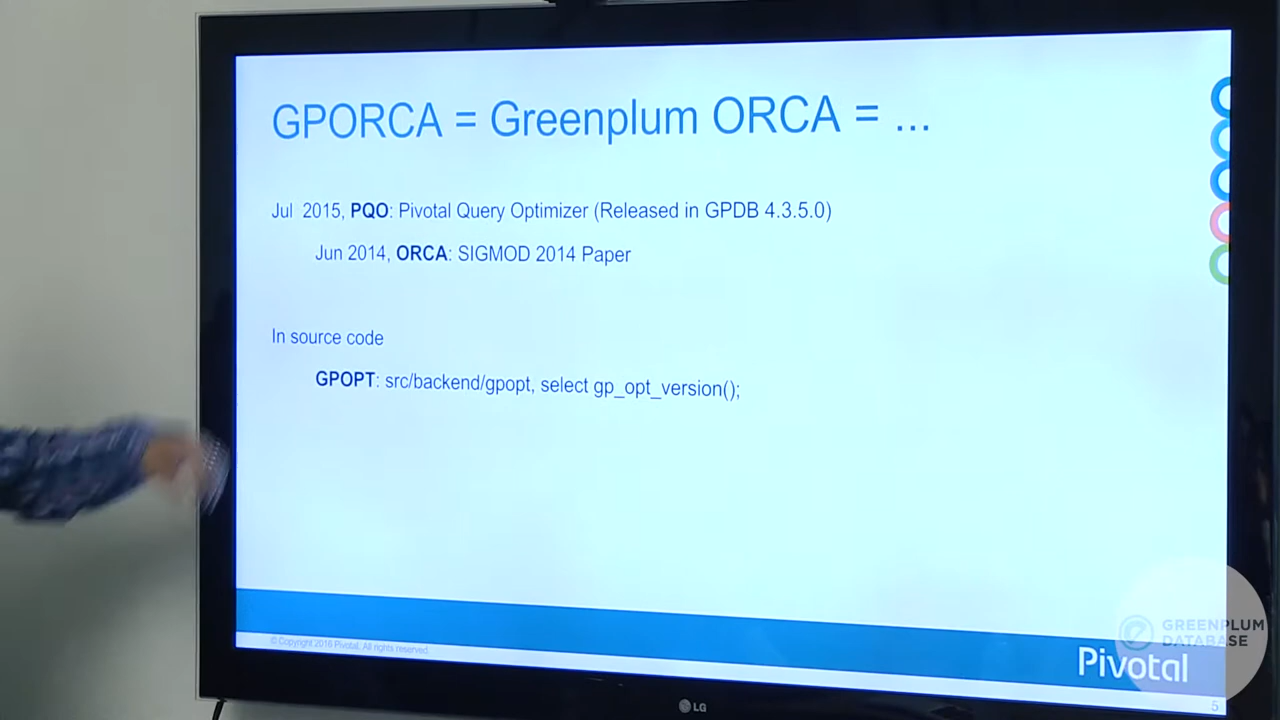 GPORCA = Greenplum ORCA = ...
Jul 2015, PQO: Pivotal Query Optimizer (Released in GPDB 4.3.5.0)
Jun 2014, ORCA: SIGMOD 2014 Paper
In source code
GPOPT: src/backend/gpopt, select gp_opt_version();
© Copyright 2016 Pivotal. All rights reserved.
GREENPLUM
DATABASE
Pivotal
5
LG